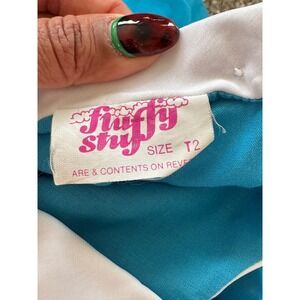 fluffy
stuff
SIZE T2
ARE & CONTENTS ON REVE